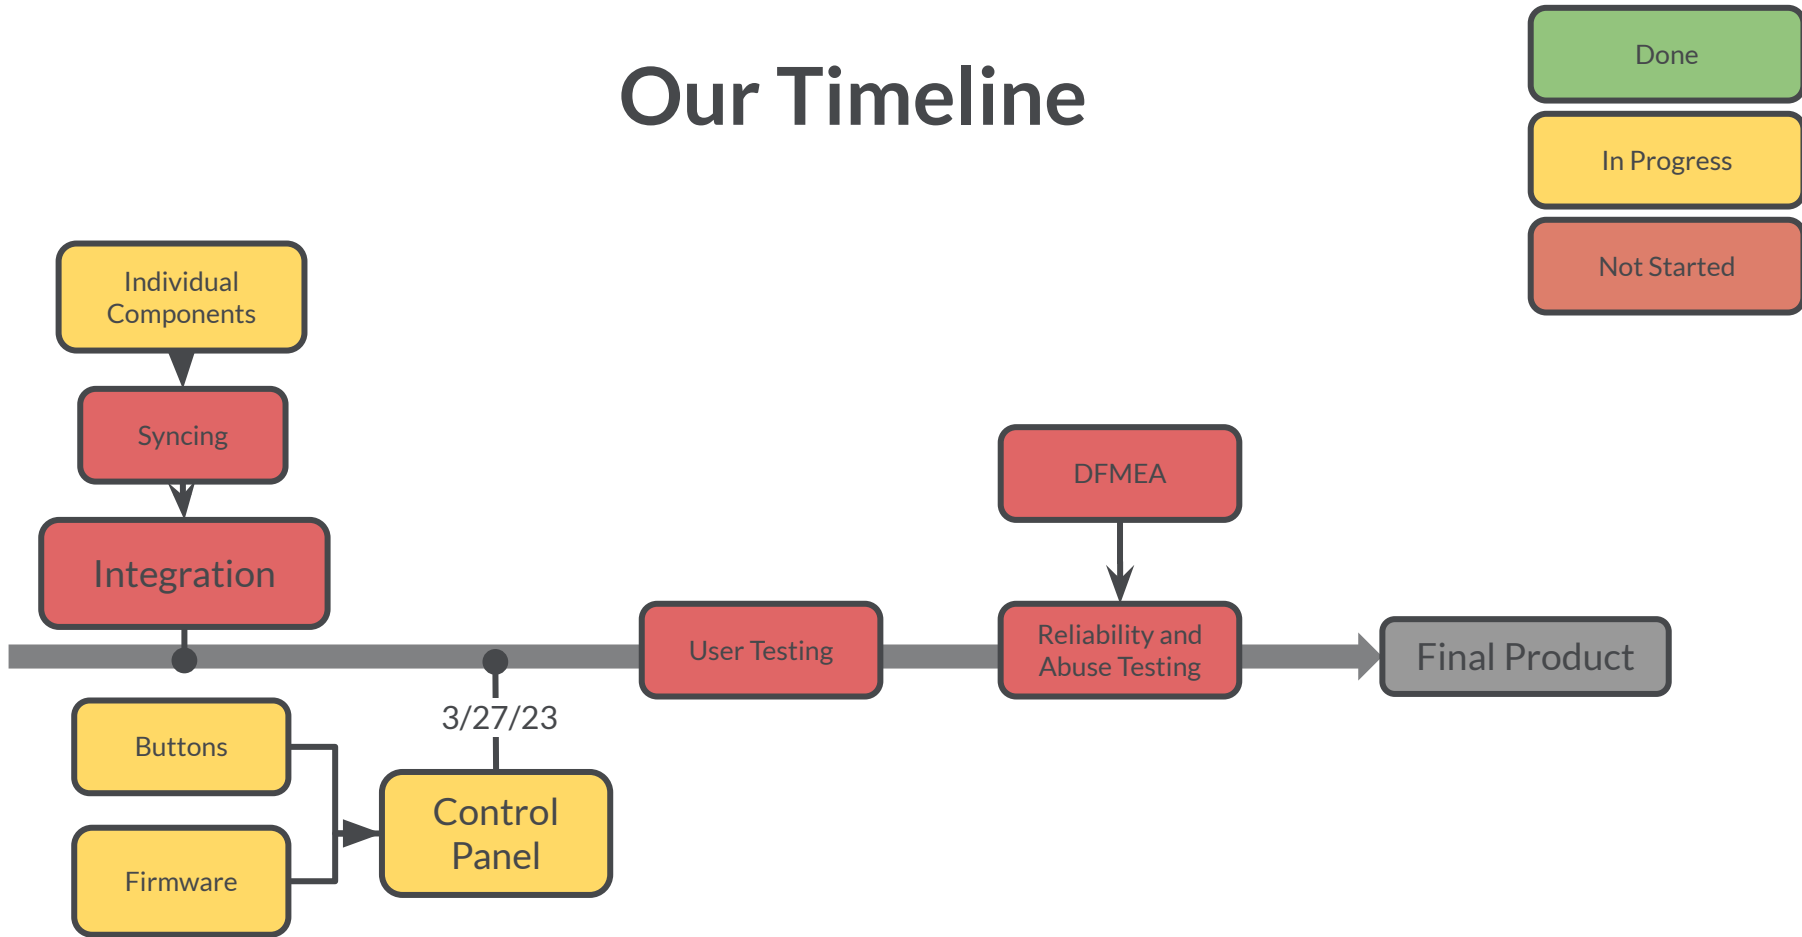 Our Timeline
Done
In Progress
Not Started
Individual
Components
Syncing
Integration
DFMEA
User Testing
Reliability and
Abuse Testing
Final Product
3/27/23
Buttons
Firmware
Control
Panel